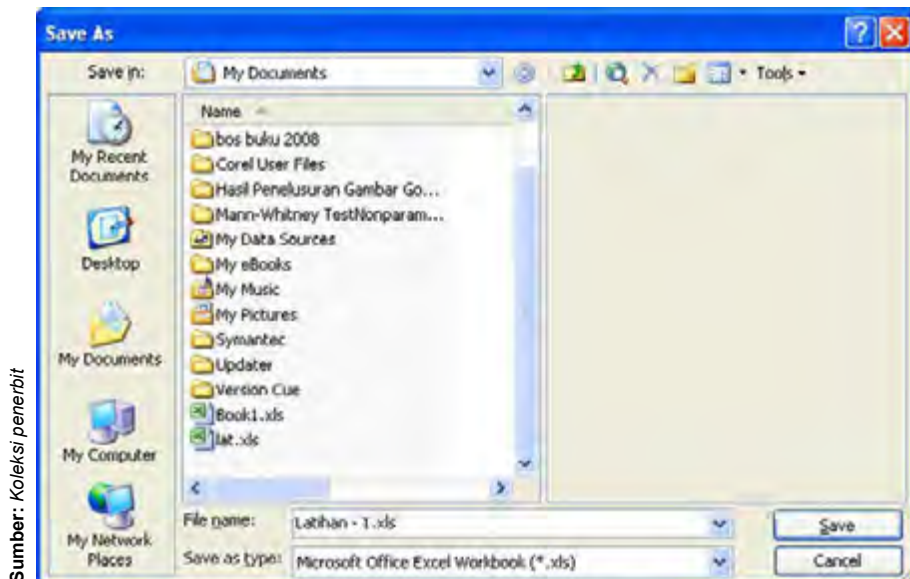 Save As
Save in:
My Documents
Tools
My Recent
Documents
Desktop
My Documents
My Computer
My Network
Places
Name
bos buku 2008
Corel User Files
Hasil Penelusuran Gambar Go...
Mann-Whitney TestNonparam...
My Data Sources
My eBooks
My Music
My Pictures
Symantec
Updater
Version Cue
Book1.xls
lat.xls
File name:
Latihan - 1.xls
Save
Save as type:
Microsoft Office Excel Workbook (*.xls)
Cancel
Sumber: Koleksi penerbit